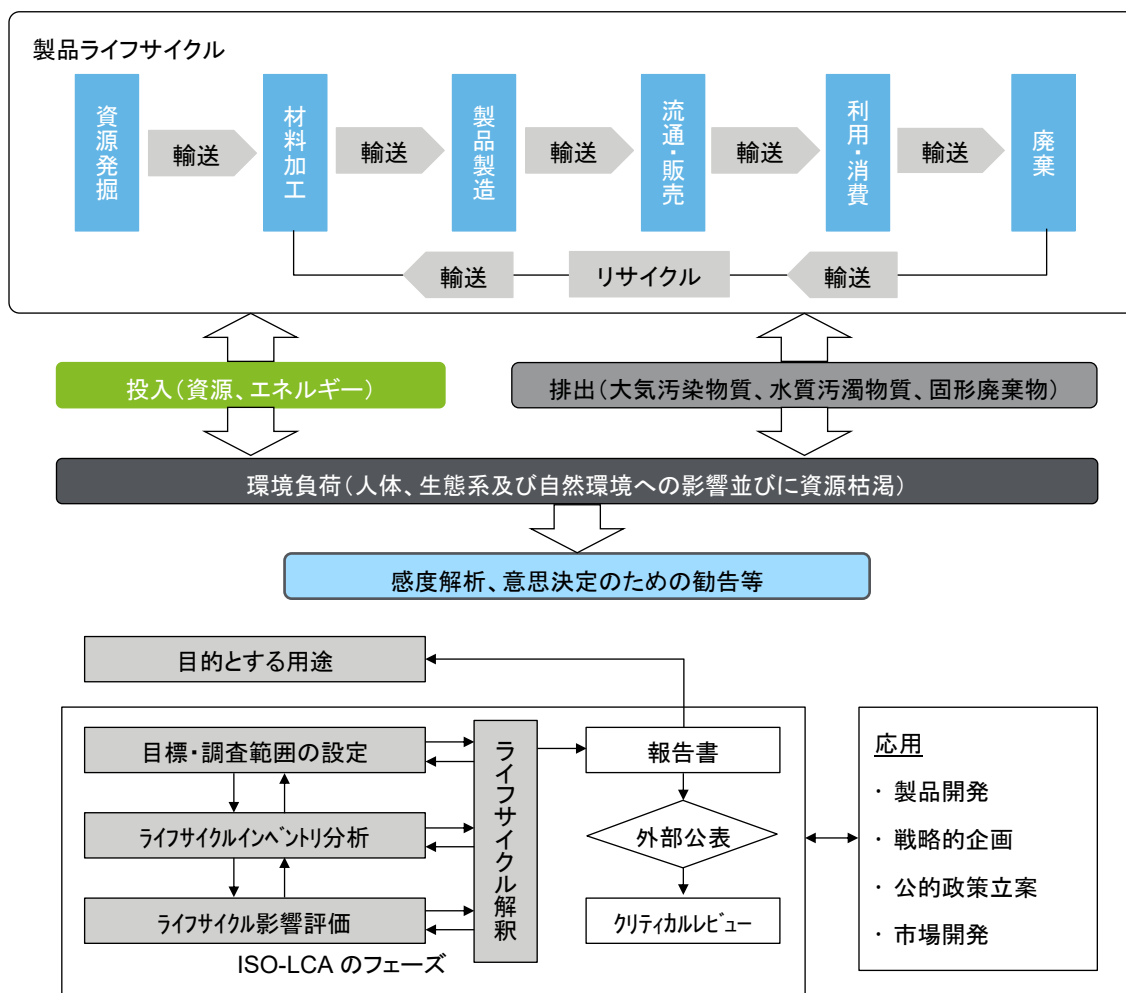 製品ライフサイクル
資源発掘
輸送
材料加工
輸送
製品製造
輸送
流通・販売
輸送
利用・消費
輸送
廃棄
輸送
リサイクル
輸送
投入(資源、エネルギー)
排出(大気汚染物質、水質汚濁物質、固形廃棄物)
環境負荷(人体、生態系及び自然環境への影響並びに資源枯渇)
感度解析、意思決定のための勧告等
目的とする用途
目標・調査範囲の設定
ライフサイクルインベントリ分析
ライフサイクル影響評価
ライフサイクル解釈
報告書
外部公表
クリティカルレビュー
ISO-LCA のフェーズ
応用
・ 製品開発
・ 戦略的企画
・ 公的政策立案
・ 市場開発